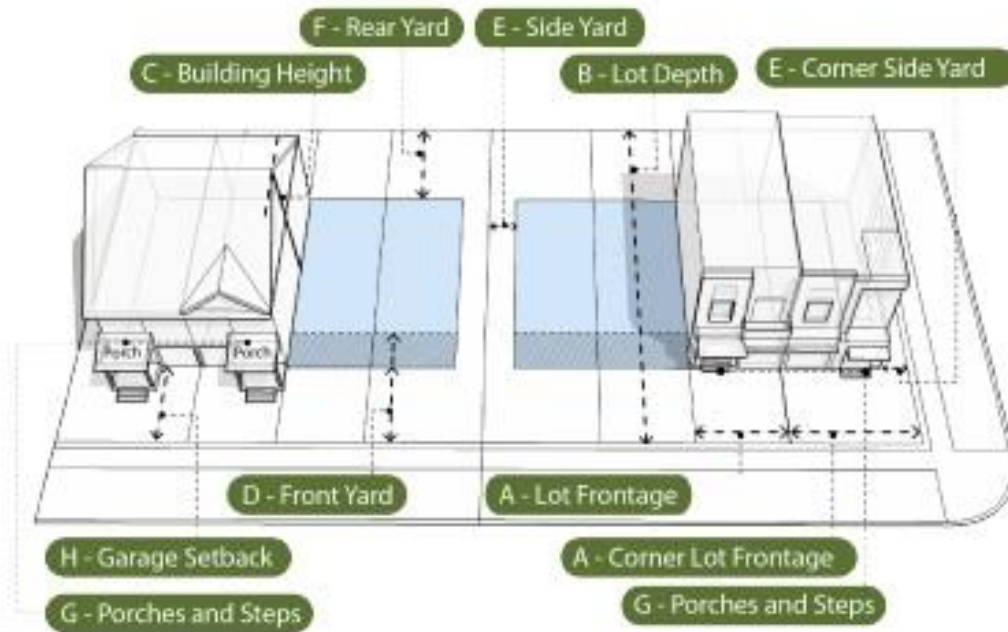 F - Rear Yard
E - Side Yard
C - Building Height
B - Lot Depth
E - Corner Side Yard
Porch
Porch
D - Front Yard
A - Lot Frontage
H - Garage Setback
A - Corner Lot Frontage
G - Porches and Steps
G - Porches and Steps